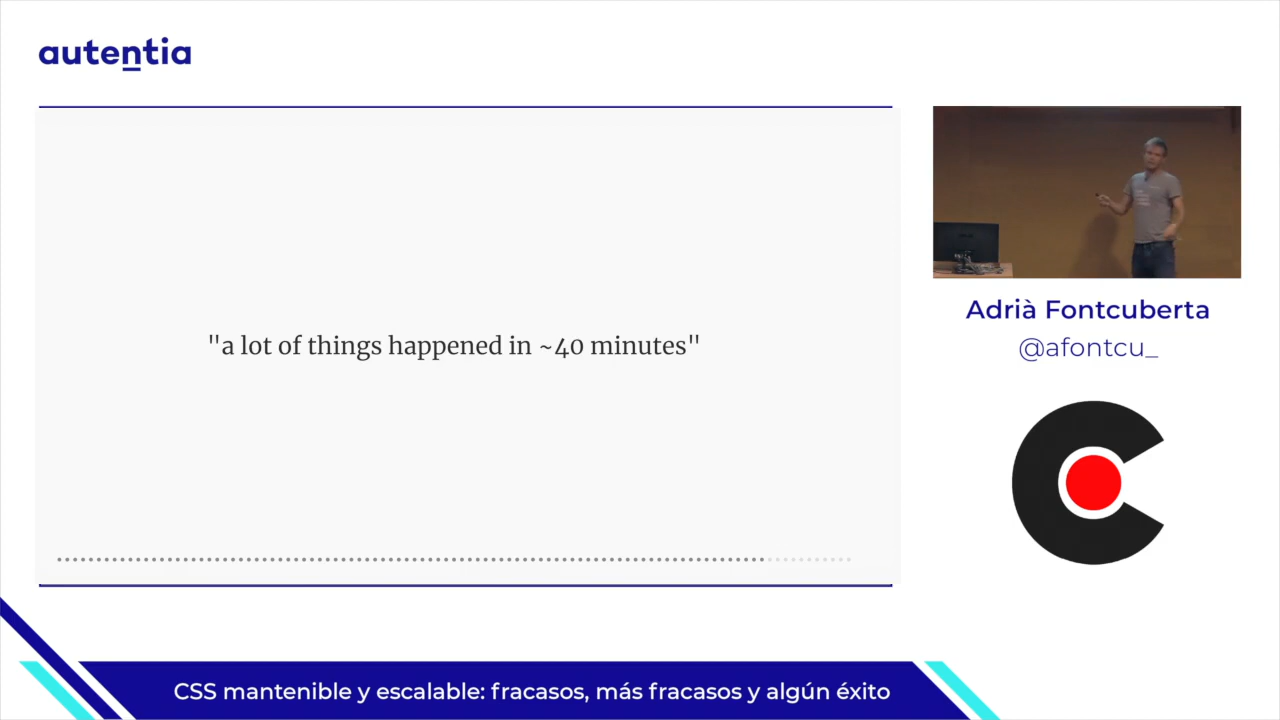 autentia
"a lot of things happened in ~40 minutes"
Adrià Fontcuberta
@afontcu_
CSS mantenible y escalable: fracasos, más fracasos y algún éxito